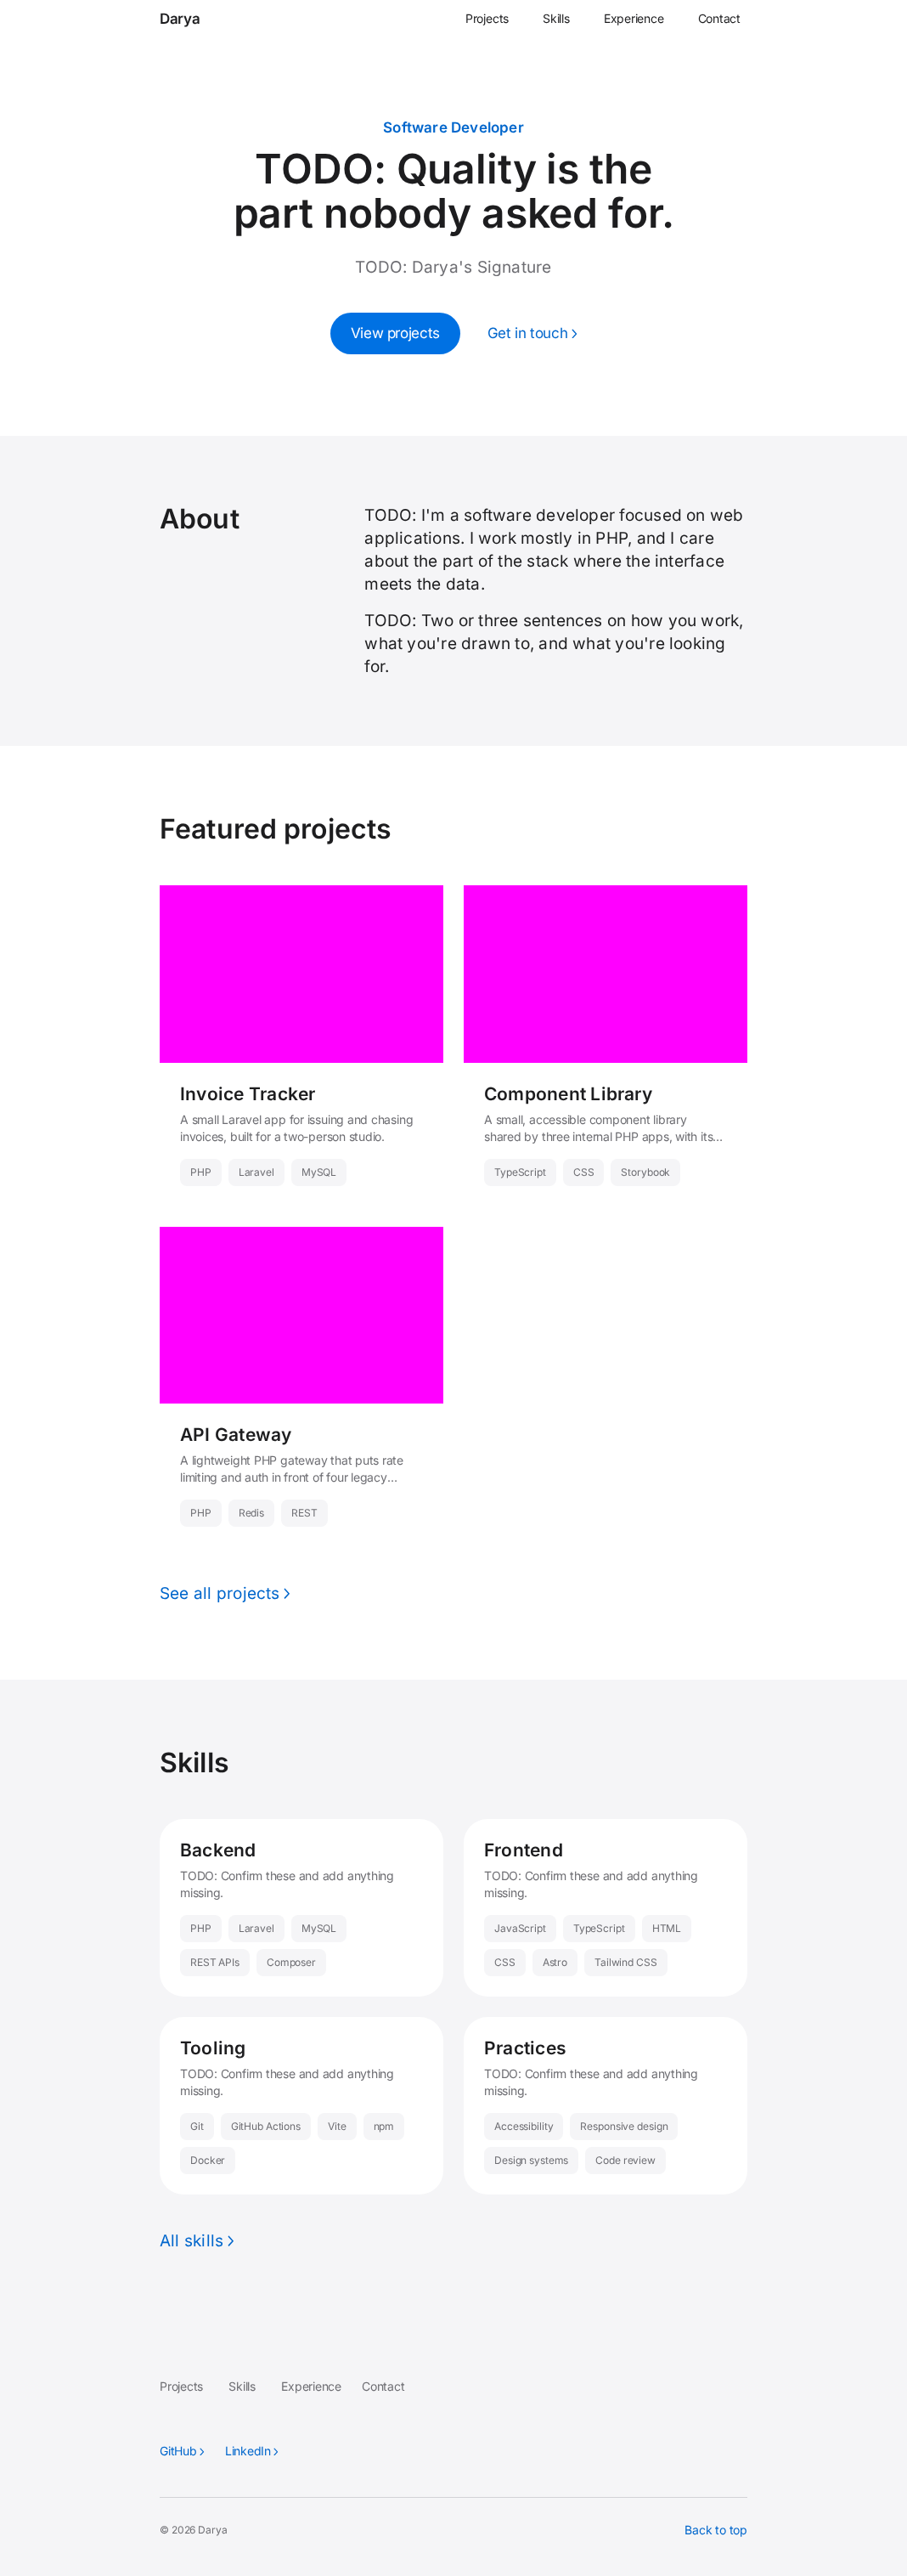 Darya
Projects Skills Experience Contact
Software Developer
TODO: Quality is the
part nobody asked for.
TODO: Darya's Signature
View projects Get in touch
About
TODO: I'm a software developer focused on web
applications. I work mostly in PHP, and I care
about the part of the stack where the interface
meets the data.
TODO: Two or three sentences on how you work,
what you're drawn to, and what you're looking
for.
Featured projects
Invoice Tracker
A small Laravel app for issuing and chasing
invoices, built for a two-person studio.
PHP Laravel MySQL
Component Library
A small, accessible component library
shared by three internal PHP apps, with its...
TypeScript CSS Storybook
API Gateway
A lightweight PHP gateway that puts rate
limiting and auth in front of four legacy...
PHP Redis REST
See all projects
Skills
Backend
TODO: Confirm these and add anything
missing.
PHP Laravel MySQL
REST APIs Composer
Frontend
TODO: Confirm these and add anything
missing.
JavaScript TypeScript HTML
CSS Astro Tailwind CSS
Tooling
TODO: Confirm these and add anything
missing.
Git GitHub Actions Vite npm
Docker
Practices
TODO: Confirm these and add anything
missing.
Accessibility Responsive design
Design systems Code review
All skills
Projects Skills Experience Contact
GitHub LinkedIn
© 2026 Darya
Back to top